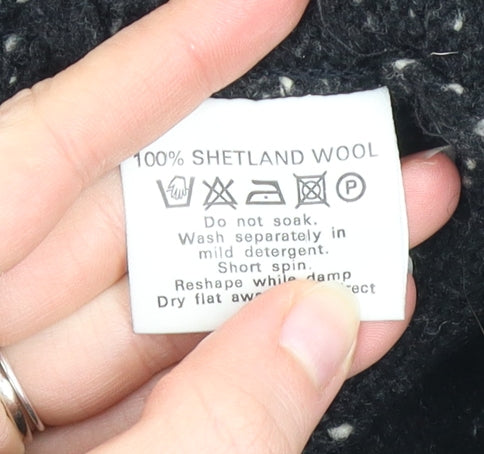 100% SHETLAND WOOL
P
Do not soak.
Wash separately in
mild detergent.
Short spin.
Reshape while damp
Dry flat